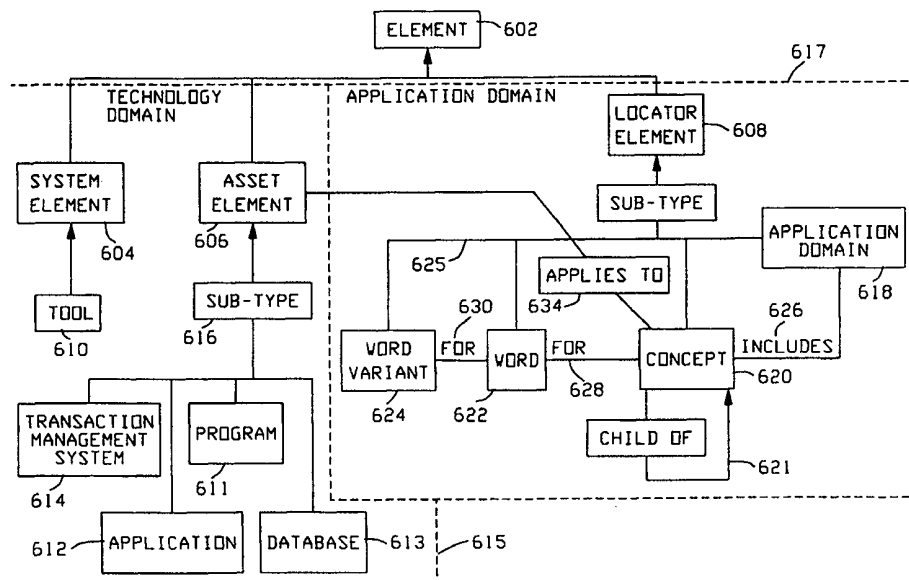 ELEMENT
602
617
TECHNOLOGY
DOMAIN
APPLICATION DOMAIN
LOCATOR
ELEMENT
608
SYSTEM
ELEMENT
604
ASSET
ELEMENT
606
SUB-TYPE
APPLICATION
DOMAIN
618
625
APPLIES TO
634
TOOL
610
SUB-TYPE
616
630
626
WORD
VARIANT
624
FOR
WORD
622
FOR
628
CONCEPT
620
INCLUDES
TRANSACTION
MANAGEMENT
SYSTEM
614
PROGRAM
611
CHILD OF
621
612
APPLICATION
DATABASE
613
615